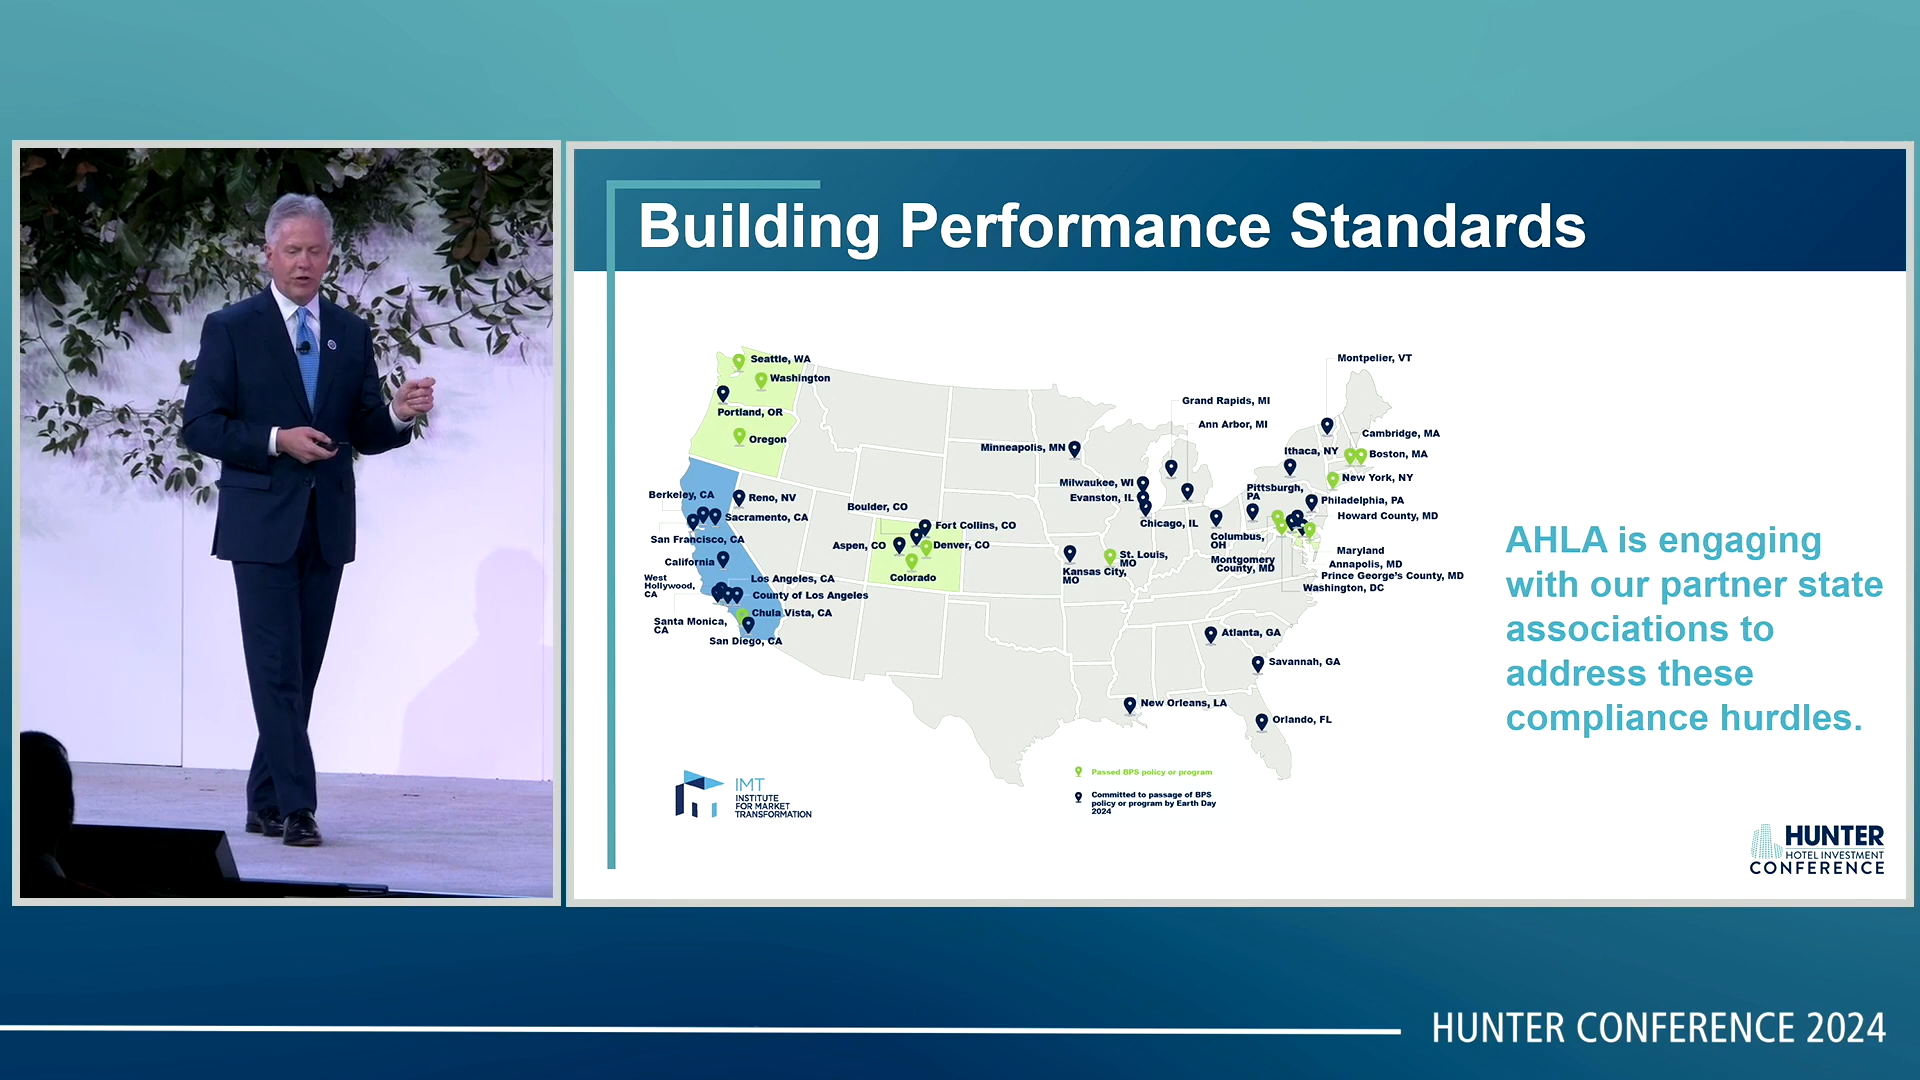 Building Performance Standards
Seattle, WA
Washington
Portland, OR
Oregon
Berkeley, CA
Reno, NV
Sacramento, CA
San Francisco, CA
California
West
Hollywood,
CA
Los Angeles, CA
County of Los Angeles
Chula Vista, CA
Santa Monica,
CA
San Diego, CA
Boulder, CO
Fort Collins, CO
Aspen, CO
Denver, CO
Colorado
Minneapolis, MN
Milwaukee, WI
Evanston, IL
Chicago, IL
Grand Rapids, MI
Ann Arbor, MI
Kansas City,
MO
St. Louis,
MO
Columbus,
OH
Montgomery
County, MD
Pittsburgh,
PA
Ithaca, NY
Montpelier, VT
Cambridge, MA
Boston, MA
New York, NY
Philadelphia, PA
Howard County, MD
Maryland
Annapolis, MD
Prince George's County, MD
Washington, DC
Atlanta, GA
Savannah, GA
New Orleans, LA
Orlando, FL
Passed BPS policy or program
Committed to passage of BPS
policy or program by Earth Day
2024
IMT
INSTITUTE
FOR MARKET
TRANSFORMATION
AHLA is engaging
with our partner state
associations to
address these
compliance hurdles.
HUNTER
HOTEL INVESTMENT
CONFERENCE
HUNTER CONFERENCE 2024